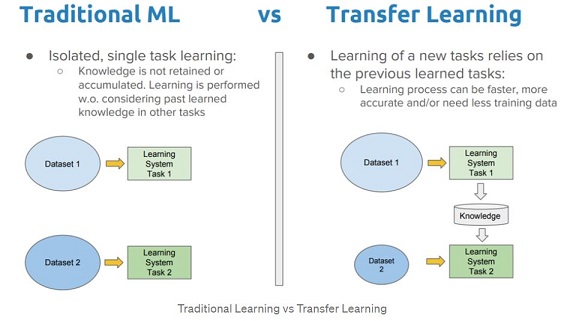 Traditional ML vs Transfer Learning
● Isolated, single task learning:
○ Knowledge is not retained or
accumulated. Learning is performed
w.o. considering past learned
knowledge in other tasks
Dataset 1
Learning
System
Task 1
Dataset 2
Learning
System
Task 2
● Learning of a new tasks relies on
the previous learned tasks:
○ Learning process can be faster, more
accurate and/or need less training data
Dataset 1
Learning
System
Task 1
Knowledge
Dataset
2
Learning
System
Task 2
Traditional Learning vs Transfer Learning